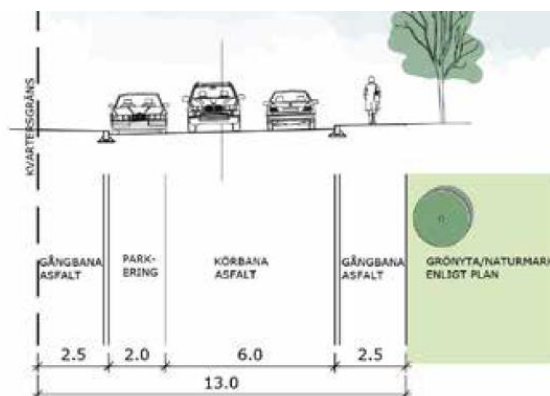 KVARTERSGRÄNS
GÅNGBANA
ASFALT
PARK-
ERING
KÖRBANA
ASFALT
GÅNGBANA
ASFALT
GRÖNYTA/NATURMARK
ENLIGT PLAN
2.5
2.0
6.0
2.5
13.0